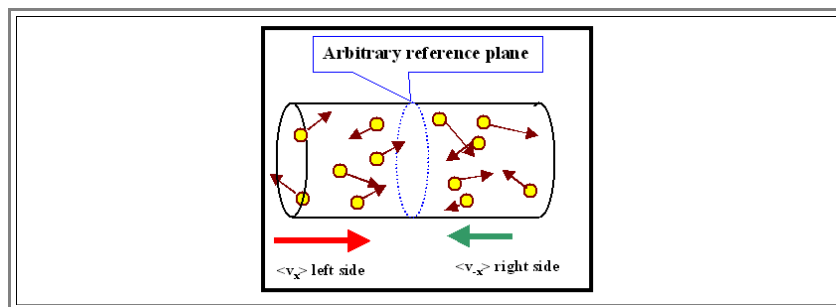 Arbitrary reference plane
<vx> left side
<v-x> right side